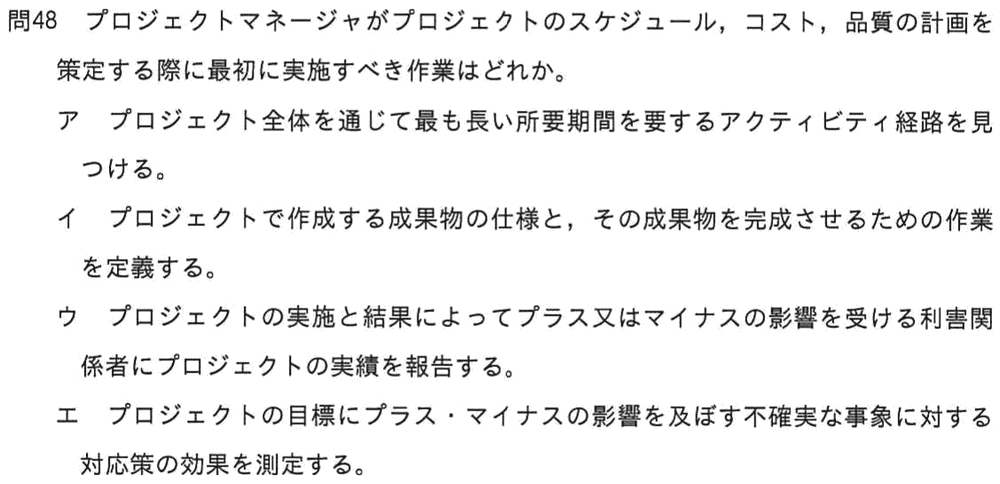 問48　プロジェクトマネージャがプロジェクトのスケジュール，コスト，品質の計画を
策定する際に最初に実施すべき作業はどれか。
ア　プロジェクト全体を通じて最も長い所要期間を要するアクティビティ経路を見
つける。
イ　プロジェクトで作成する成果物の仕様と，その成果物を完成させるための作業
を定義する。
ウ　プロジェクトの実施と結果によってプラス又はマイナスの影響を受ける利害関
係者にプロジェクトの実績を報告する。
エ　プロジェクトの目標にプラス・マイナスの影響を及ぼす不確実な事象に対する
対応策の効果を測定する。